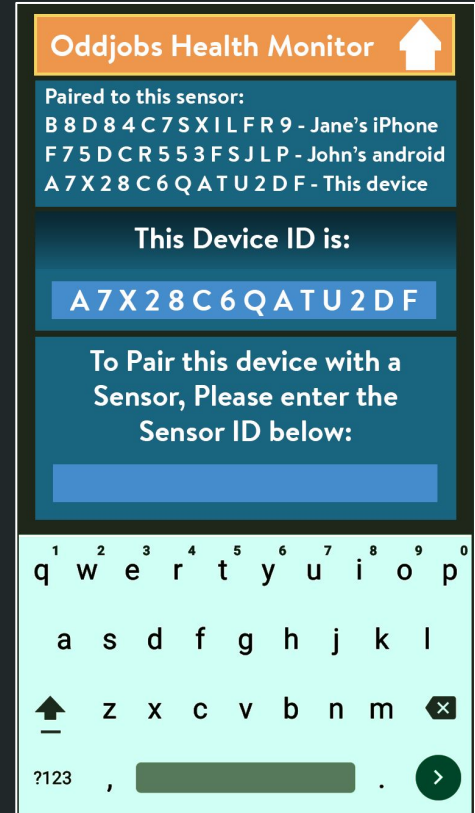 Oddjobs Health Monitor
Paired to this sensor:
B 8 D 8 4 C 7 S X I L F R 9 - Jane's iPhone
F 7 5 D C R 5 5 3 F S J L P - John's android
A 7 X 2 8 C 6 Q A T U 2 D F - This device
This Device ID is:
A 7 X 2 8 C 6 Q A T U 2 D F
To Pair this device with a
Sensor, Please enter the
Sensor ID below:
1 2 3 4 5 6 7 8 9 0
q w e r t y u i o p
a s d f g h j k l
z x c v b n m
?123 , .